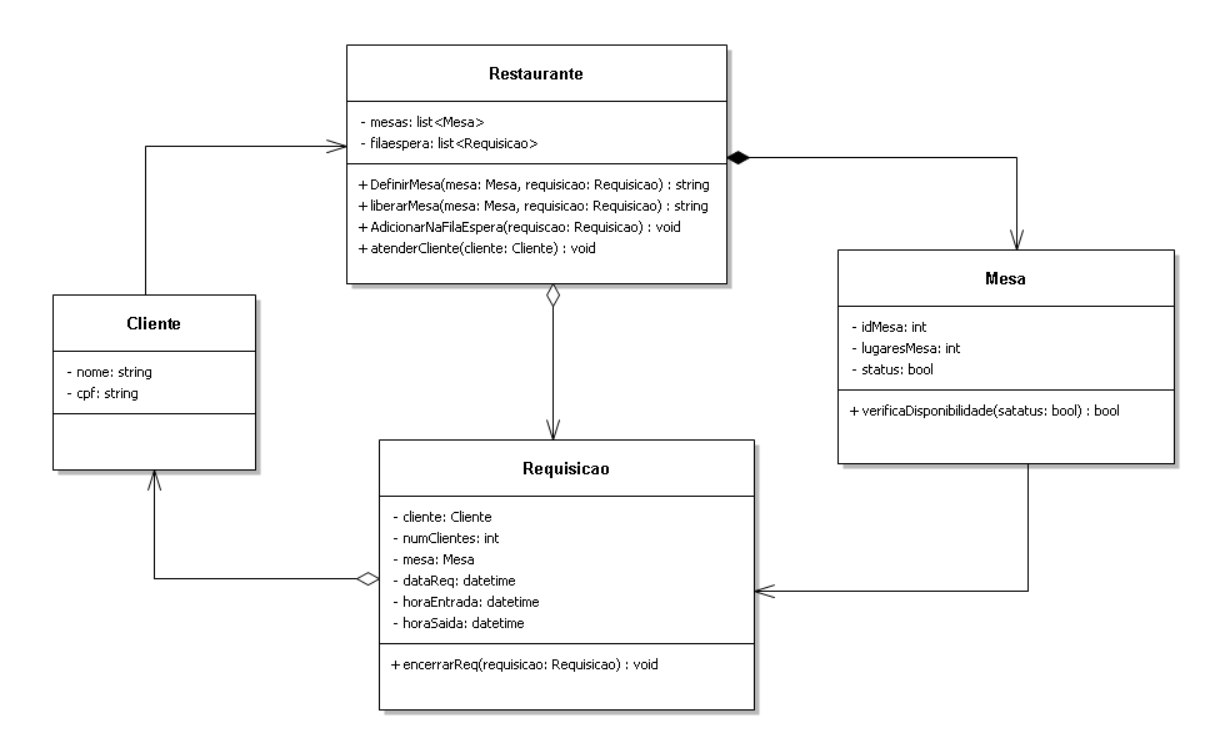 Restaurante
- mesas: list<Mesa>
- filaespera: list<Requisicao>
+ DefinirMesa(mesa: Mesa, requisicao: Requisicao) : string
+ liberarMesa(mesa: Mesa, requisicao: Requisicao) : string
+ AdicionarNaFilaEspera(requiscao: Requisicao) : void
+ atenderCliente(cliente: Cliente) : void
Cliente
- nome: string
- cpf: string
Mesa
- idMesa: int
- lugaresMesa: int
- status: bool
+ verificaDisponibilidade(satatus: bool) : bool
Requisicao
- cliente: Cliente
- numClientes: int
- mesa: Mesa
- dataReq: datetime
- horaEntrada: datetime
- horaSaida: datetime
+ encerrarReq(requisicao: Requisicao) : void